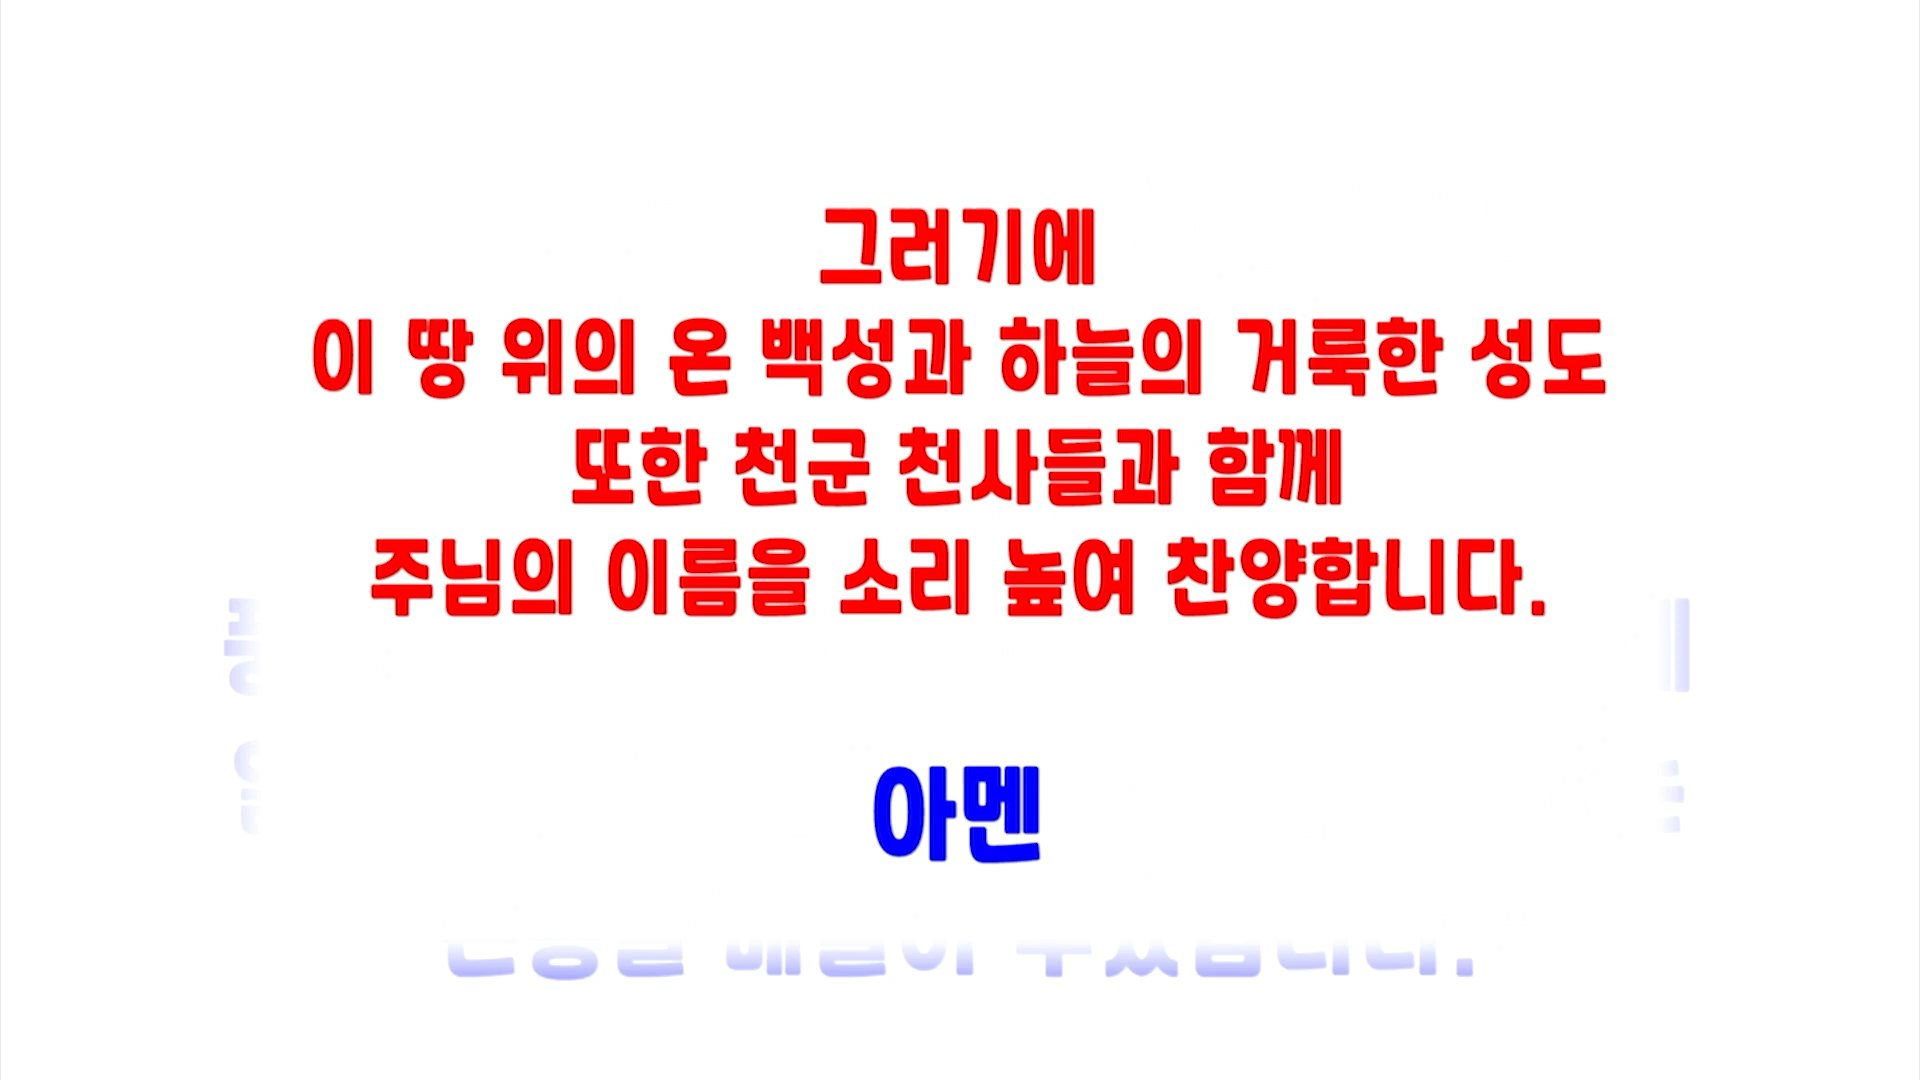 그러기에
이 땅 위의 온 백성과 하늘의 거룩한 성도
또한 천군 천사들과 함께
주님의 이름을 소리 높여 찬양합니다.
아멘